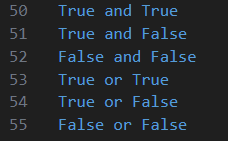 50 True and True
51 True and False
52 False and False
53 True or True
54 True or False
55 False or False